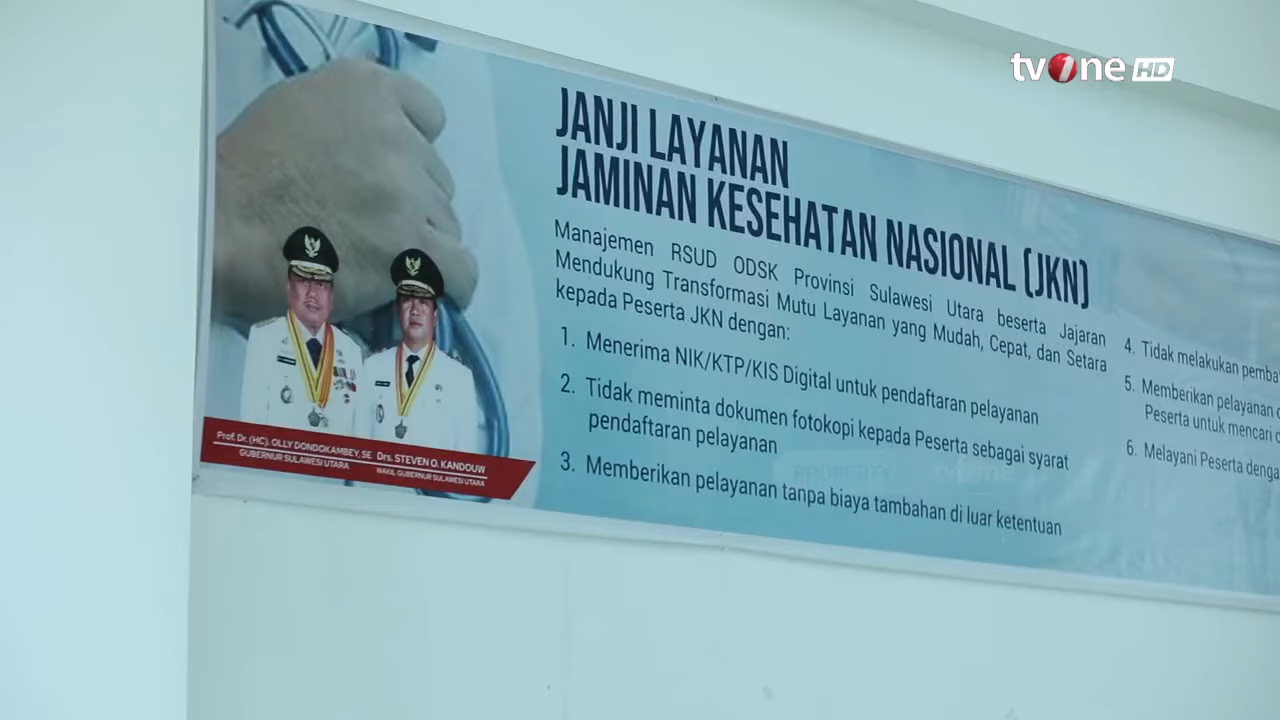 tvOne HD
JANJI LAYANAN
JAMINAN KESEHATAN NASIONAL (JKN)
Manajemen RSUD ODSK Provinsi Sulawesi Utara beserta Jajaran
Mendukung Transformasi Mutu Layanan yang Mudah, Cepat, dan Setara
kepada Peserta JKN dengan:
1. Menerima NIK/KTP/KIS Digital untuk pendaftaran pelayanan
2. Tidak meminta dokumen fotokopi kepada Peserta sebagai syarat
pendaftaran pelayanan
3. Memberikan pelayanan tanpa biaya tambahan di luar ketentuan
4. Tidak melakukan
5. Memberikan pelayanan
Peserta untuk mencari
6. Melayani Peserta
Prof. Dr. (HC). OLLY DONDOKAMBEY, SE
GUBERNUR SULAWESI UTARA
Drs. STEVEN O. KANDOUW
WAKIL GUBERNUR SULAWESI UTARA
PROPERTY tvOne